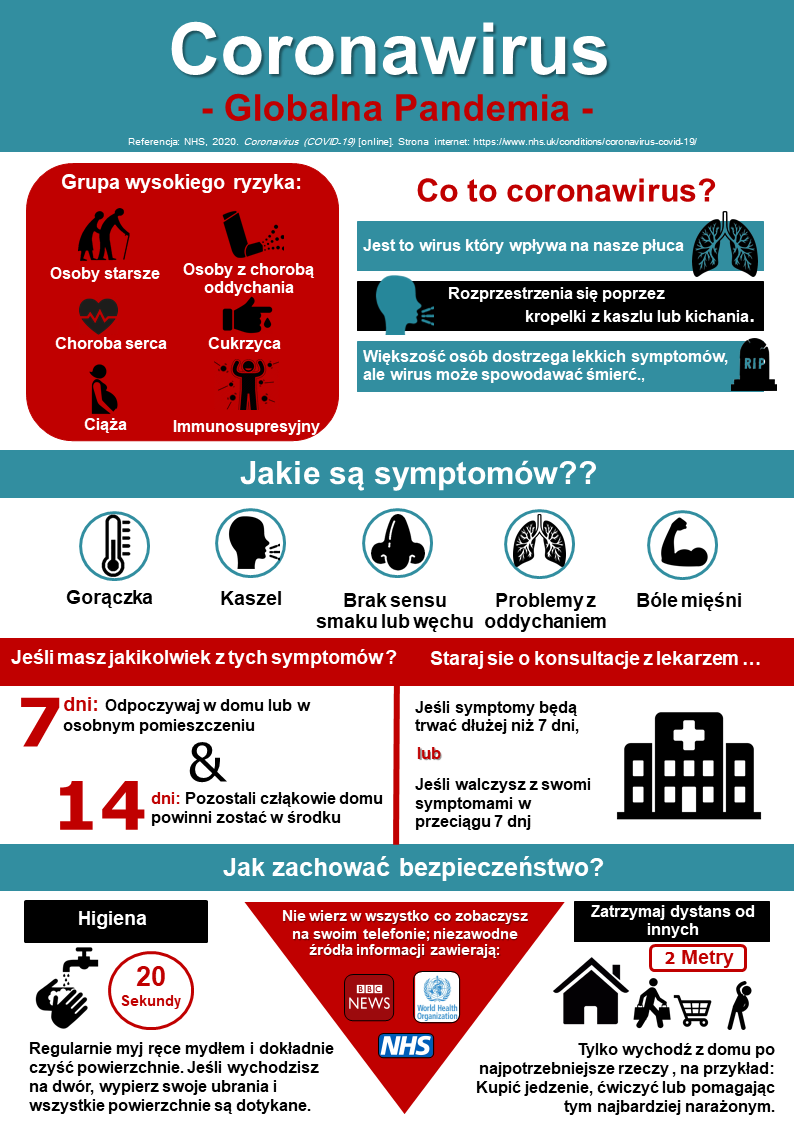 Coronawirus
- Globalna Pandemia -
Referencja: NHS, 2020. Coronavirus (COVID-19) [online]. Strona internet: https://www.nhs.uk/conditions/coronavirus-covid-19/
Grupa wysokiego ryzyka:
Osoby starsze
Osoby z chorobą
oddychania
Choroba serca
Cukrzyca
Ciąża
Immunosupresyjny
Co to coronawirus?
Jest to wirus który wpływa na nasze płuca
Rozprzestrzenia się poprzez
kropelki z kaszlu lub kichania.
Większość osób dostrzega lekkich symptomów,
ale wirus może spowodawać śmierć.,
RIP
Jakie są symptomów??
Gorączka
Kaszel
Brak sensu
smaku lub węchu
Problemy z
oddychaniem
Bóle mięśni
Jeśli masz jakikolwiek z tych symptomów?
7 dni: Odpoczywaj w domu lub w
osobnym pomieszczeniu
&
14 dni: Pozostali człąkowie domu
powinni zostać w środku
Staraj sie o konsultacje z lekarzem ...
Jeśli symptomy będą
trwać dłużej niż 7 dni,
lub
Jeśli walczysz z swomi
symptomami w
przeciągu 7 dnj
Jak zachować bezpieczeństwo?
Higiena
20
Sekundy
Regularnie myj ręce mydłem i dokładnie
czyść powierzchnie. Jeśli wychodzisz
na dwór, wypierz swoje ubrania i
wszystkie powierzchnie są dotykane.
Nie wierz w wszystko co zobaczysz
na swoim telefonie; niezawodne
źródła informacji zawierają:
BBC
NEWS
World Health
Organization
NHS
Zatrzymaj dystans od
innych
2 Metry
Tylko wychodź z domu po
najpotrzebniejsze rzeczy , na przykład:
Kupić jedzenie, ćwiczyć lub pomagając
tym najbardziej narażonym.